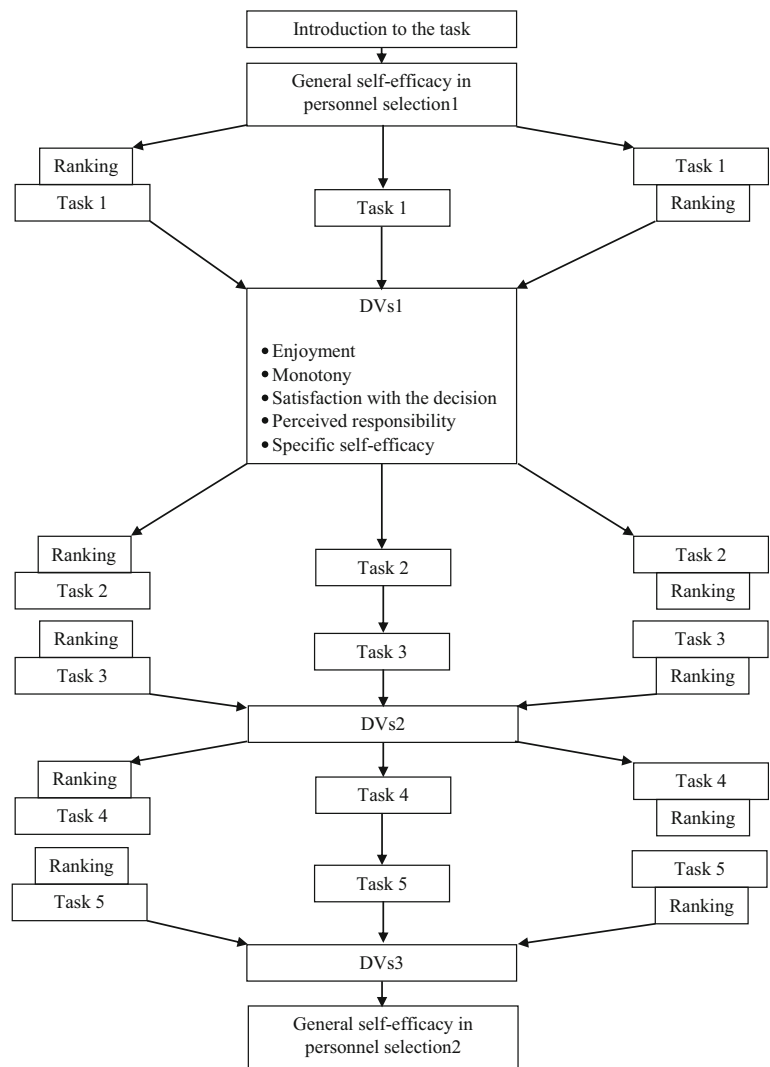 Introduction to the task
General self-efficacy in
personnel selection1
Ranking
Task 1
Task 1
Task 1
Ranking
DVs1
• Enjoyment
• Monotony
• Satisfaction with the decision
• Perceived responsibility
• Specific self-efficacy
Ranking
Task 2
Task 2
Task 2
Ranking
Ranking
Task 3
Task 3
Task 3
Ranking
DVs2
Ranking
Task 4
Task 4
Task 4
Ranking
Ranking
Task 5
Task 5
Task 5
Ranking
DVs3
General self-efficacy in
personnel selection2